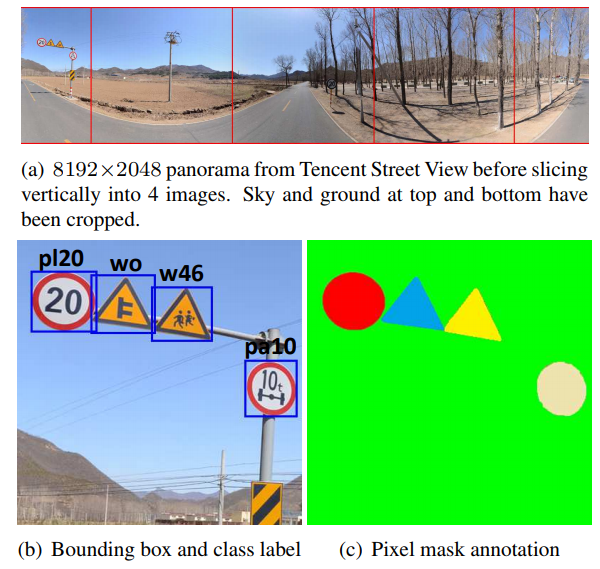 (a) 8192×2048 panorama from Tencent Street View before slicing
vertically into 4 images. Sky and ground at top and bottom have
been cropped.
pl20
wo
w46
20
pa10
10t
(b) Bounding box and class label
(c) Pixel mask annotation